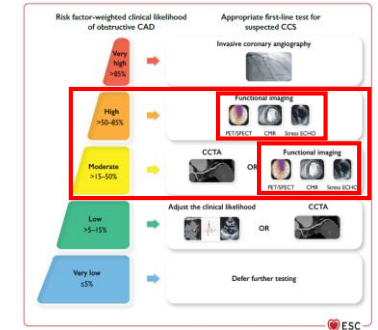 Risk factor-weighted clinical likelihood
of obstructive CAD
Appropriate first-line test for
suspected CCS
Very
high
>85%
Invasive coronary angiography
High
>50–85%
Functional imaging
PET/SPECT CMR Stress ECHO
Moderate
>15–50%
CCTA
OR
Functional imaging
PET/SPECT CMR Stress ECHO
Low
>5–15%
Adjust the clinical likelihood
OR
CCTA
Very low
≤5%
Defer further testing
ESC